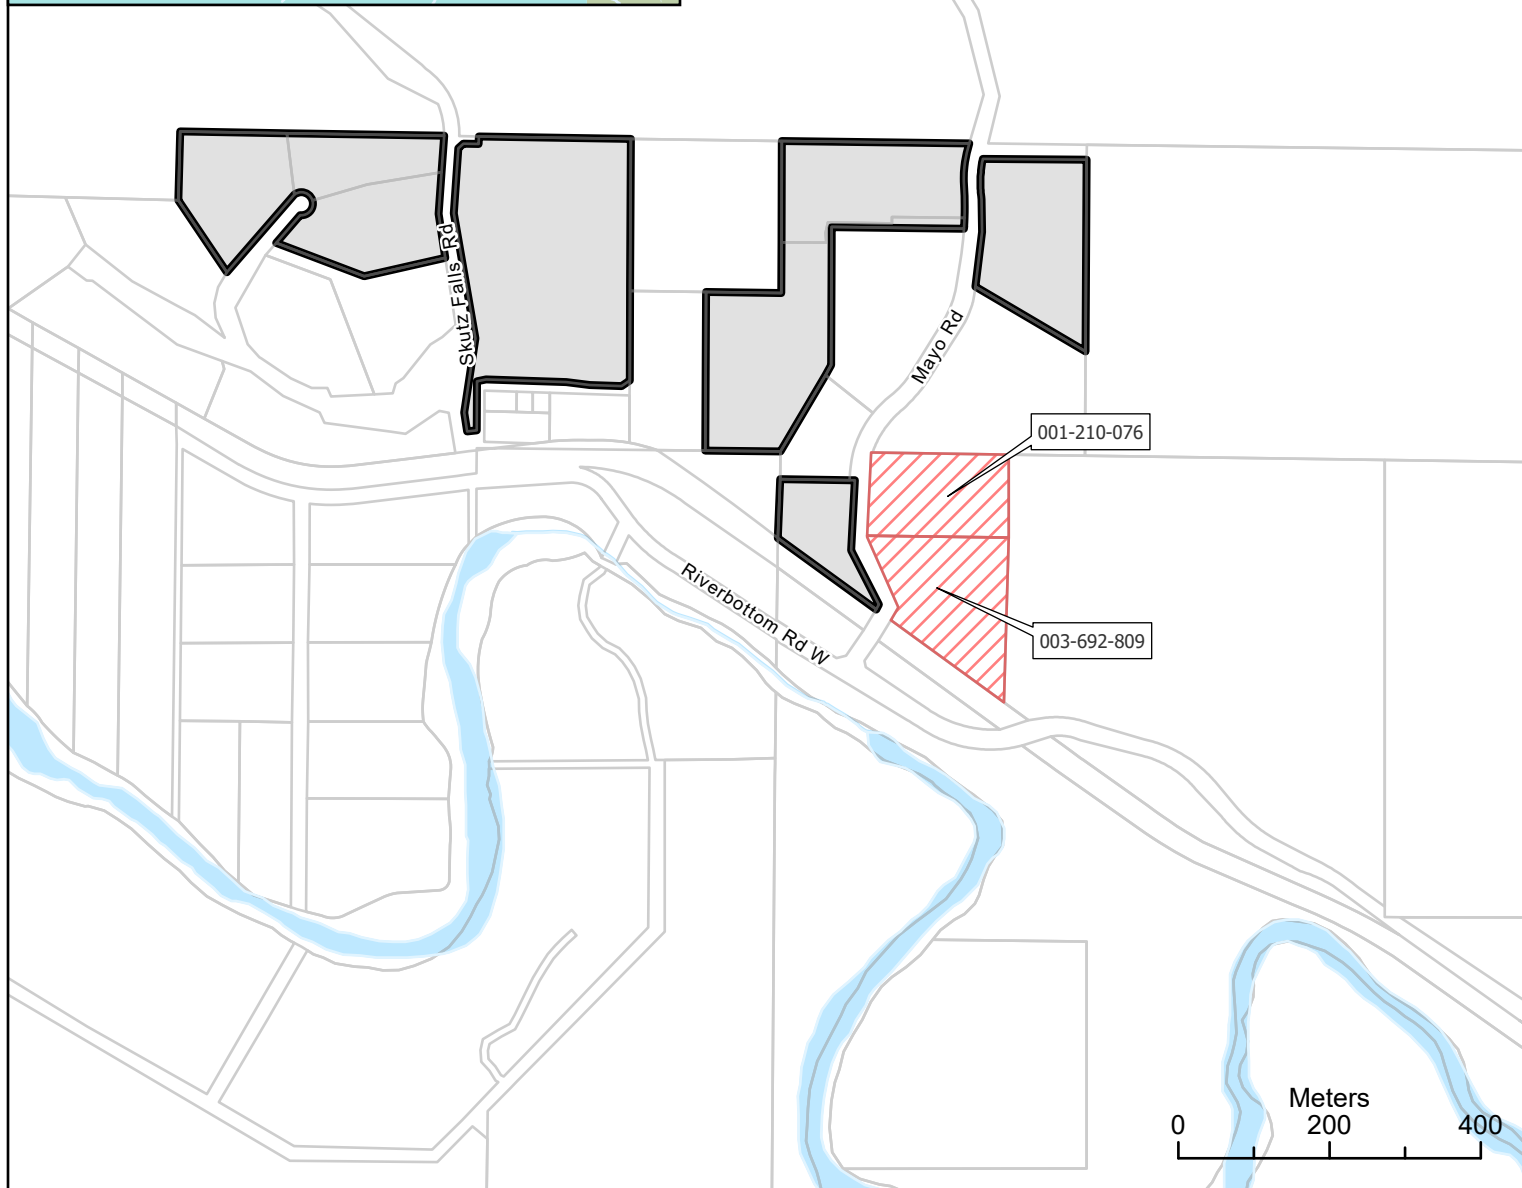 Skutz Falls Rd
Mayo Rd
001-210-076
Riverbottom Rd W
003-692-809
Meters
0 200 400